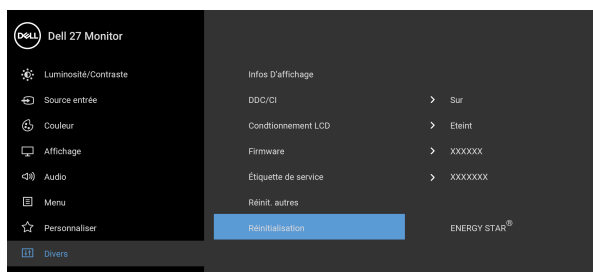 DELL Dell 27 Monitor
Luminosité/Contraste Infos D'affichage
Source entrée DDC/CI > Sur
Couleur Condtionnement LCD > Eteint
Affichage Firmware > XXXXXX
Audio Étiquette de service > XXXXXXX
Menu Réinit. autres
Personnaliser Réinitialisation ENERGY STAR®
Divers